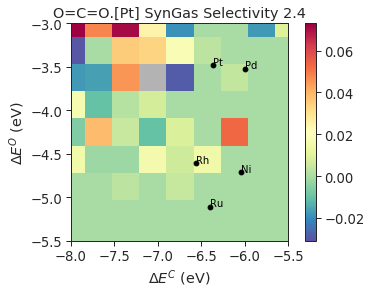 O=C=O.[Pt] SynGas Selectivity 2.4
−3.0
−3.5
−4.0
−4.5
−5.0
−5.5
ΔE^O (eV)
Pt
Pd
Rh
Ni
Ru
−8.0 −7.5 −7.0 −6.5 −6.0 −5.5
ΔE^C (eV)
0.06
0.04
0.02
0.00
−0.02